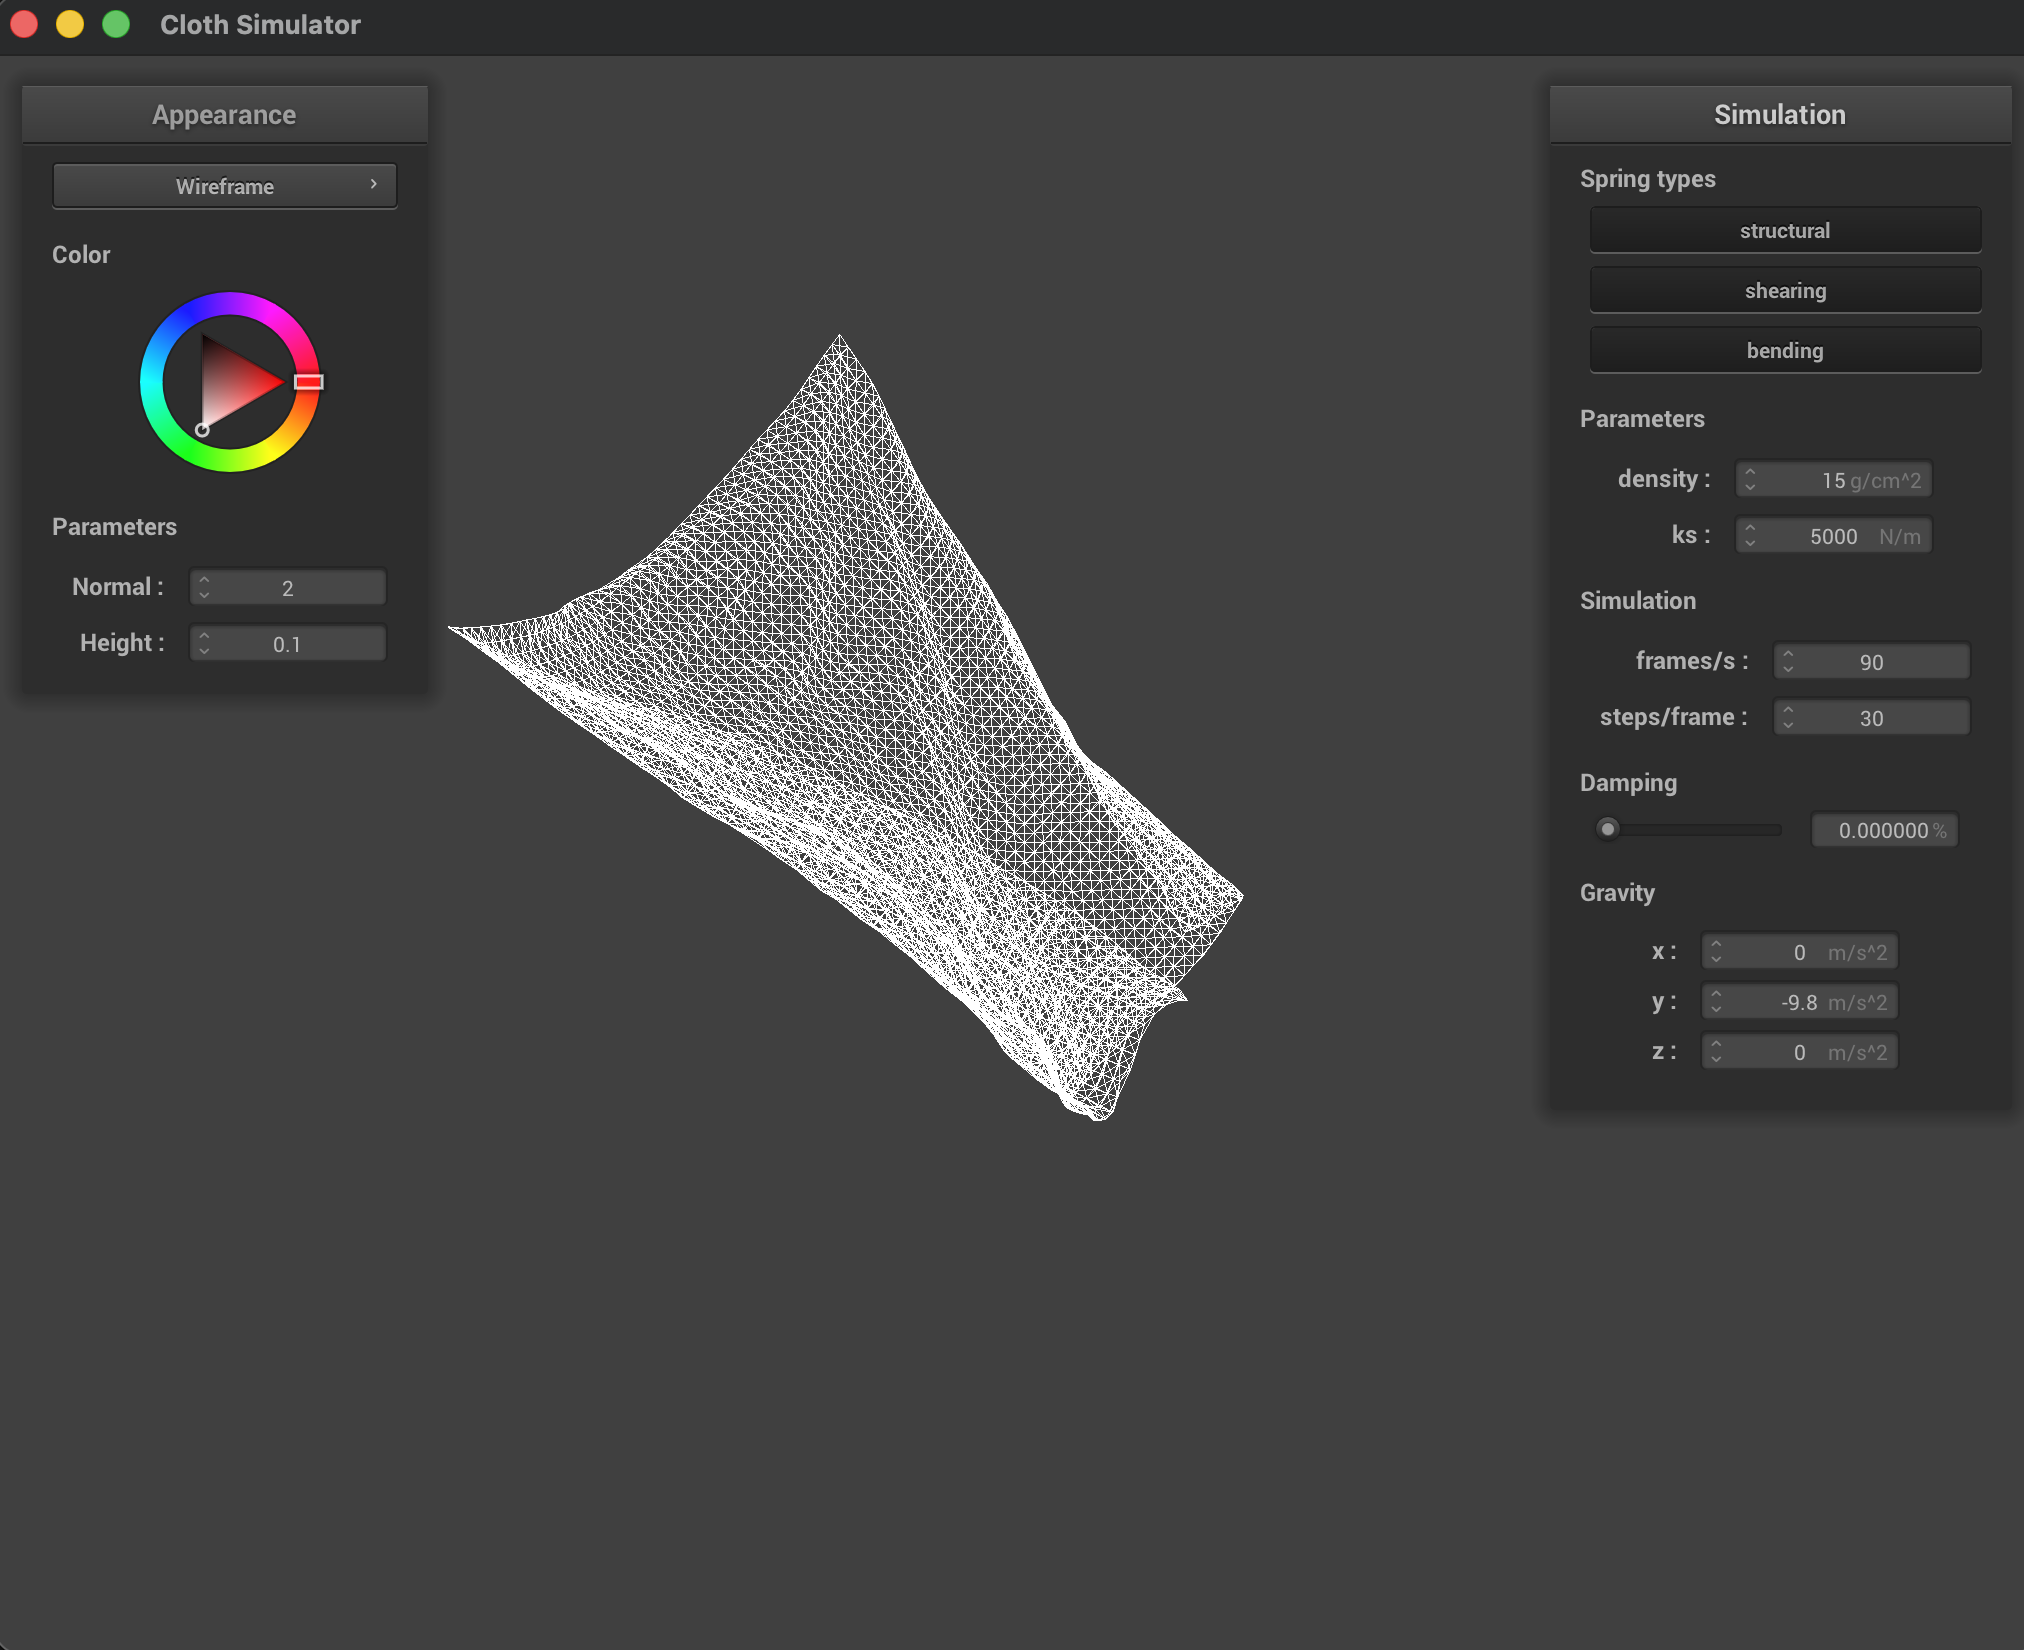 Cloth Simulator
Appearance
Wireframe
Color
Parameters
Normal : 2
Height : 0.1
Simulation
Spring types
structural
shearing
bending
Parameters
density : 15 g/cm^2
ks : 5000 N/m
Simulation
frames/s : 90
steps/frame : 30
Damping
0.000000 %
Gravity
x : 0 m/s^2
y : -9.8 m/s^2
z : 0 m/s^2